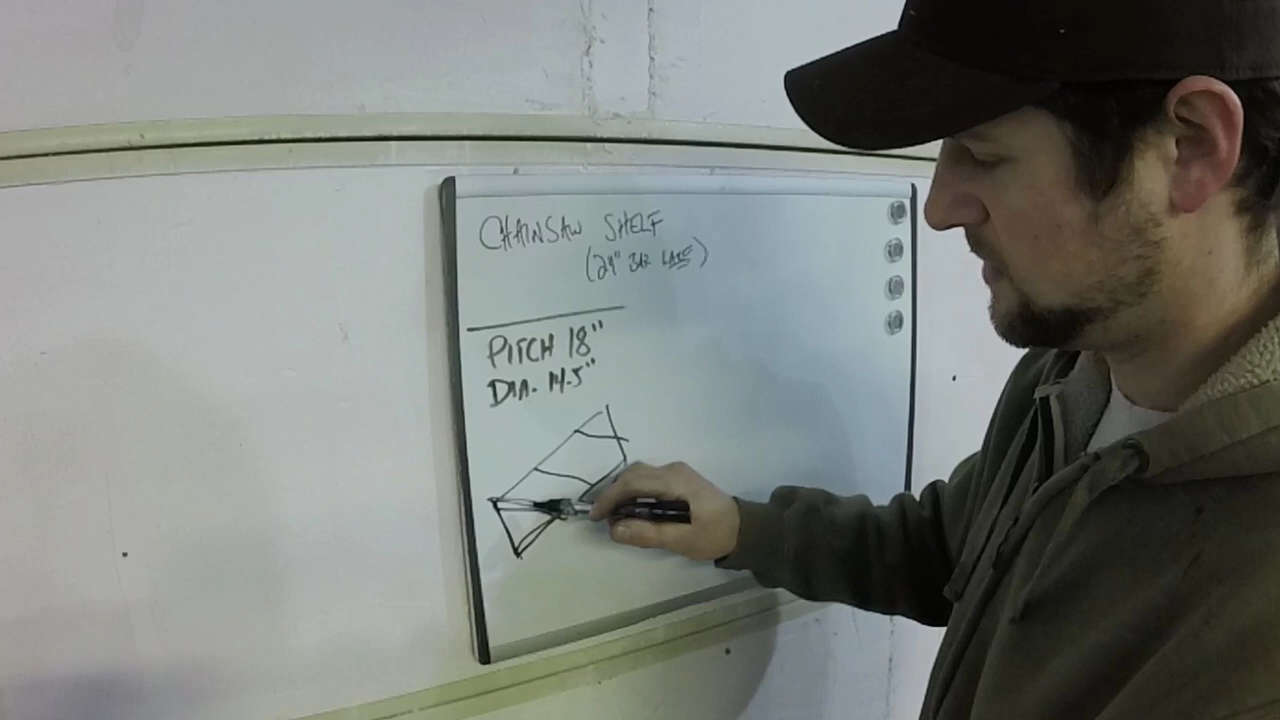 CHAINSAW SHELF
(24" BAR LAKE)
PITCH 18"
DIA. 14.5"